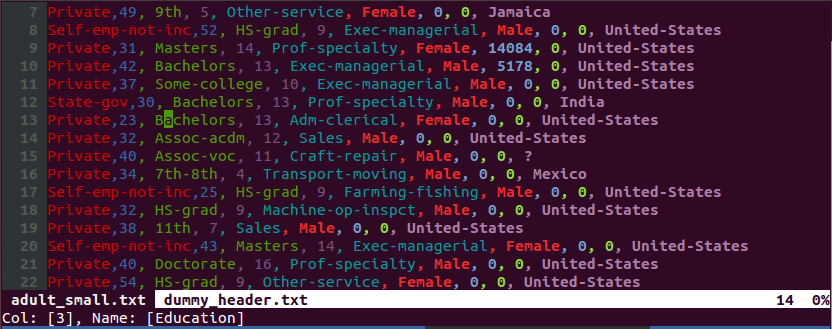 7 Private,49, 9th, 5, Other-service, Female, 0, 0, Jamaica
8 Self-emp-not-inc,52, HS-grad, 9, Exec-managerial, Male, 0, 0, United-States
9 Private,31, Masters, 14, Prof-specialty, Female, 14084, 0, United-States
10 Private,42, Bachelors, 13, Exec-managerial, Male, 5178, 0, United-States
11 Private,37, Some-college, 10, Exec-managerial, Male, 0, 0, United-States
12 State-gov,30, Bachelors, 13, Prof-specialty, Male, 0, 0, India
13 Private,23, Bachelors, 13, Adm-clerical, Female, 0, 0, United-States
14 Private,32, Assoc-acdm, 12, Sales, Male, 0, 0, United-States
15 Private,40, Assoc-voc, 11, Craft-repair, Male, 0, 0, ?
16 Private,34, 7th-8th, 4, Transport-moving, Male, 0, 0, Mexico
17 Self-emp-not-inc,25, HS-grad, 9, Farming-fishing, Male, 0, 0, United-States
18 Private,32, HS-grad, 9, Machine-op-inspct, Male, 0, 0, United-States
19 Private,38, 11th, 7, Sales, Male, 0, 0, United-States
20 Self-emp-not-inc,43, Masters, 14, Exec-managerial, Female, 0, 0, United-States
21 Private,40, Doctorate, 16, Prof-specialty, Male, 0, 0, United-States
22 Private,54, HS-grad, 9, Other-service, Female, 0, 0, United-States
adult_small.txt dummy_header.txt 14 0%
Col: [3], Name: [Education]